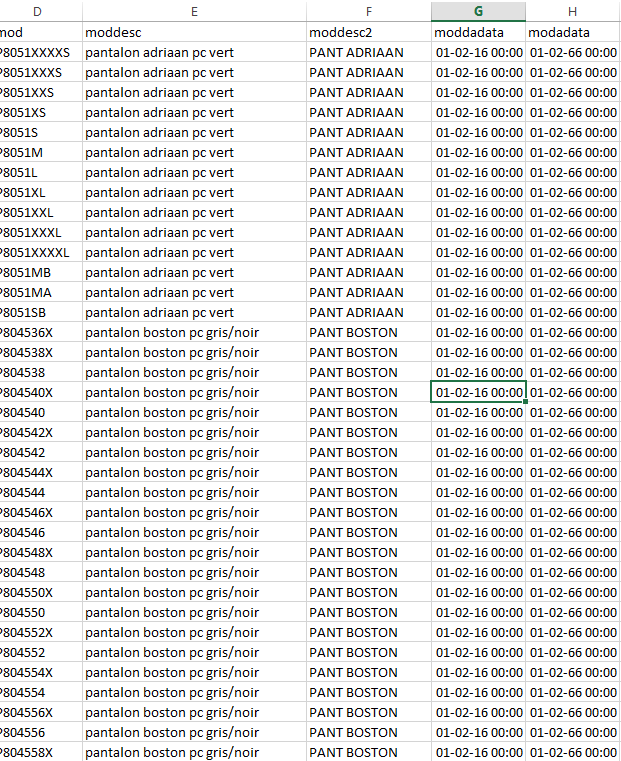 D E F G H
mod moddesc moddesc2 moddadata modadata
P8051XXXXS pantalon adriaan pc vert PANT ADRIAAN 01-02-16 00:00 01-02-66 00:00
P8051XXXS pantalon adriaan pc vert PANT ADRIAAN 01-02-16 00:00 01-02-66 00:00
P8051XXS pantalon adriaan pc vert PANT ADRIAAN 01-02-16 00:00 01-02-66 00:00
P8051XS pantalon adriaan pc vert PANT ADRIAAN 01-02-16 00:00 01-02-66 00:00
P8051S pantalon adriaan pc vert PANT ADRIAAN 01-02-16 00:00 01-02-66 00:00
P8051M pantalon adriaan pc vert PANT ADRIAAN 01-02-16 00:00 01-02-66 00:00
P8051L pantalon adriaan pc vert PANT ADRIAAN 01-02-16 00:00 01-02-66 00:00
P8051XL pantalon adriaan pc vert PANT ADRIAAN 01-02-16 00:00 01-02-66 00:00
P8051XXL pantalon adriaan pc vert PANT ADRIAAN 01-02-16 00:00 01-02-66 00:00
P8051XXXL pantalon adriaan pc vert PANT ADRIAAN 01-02-16 00:00 01-02-66 00:00
P8051XXXXL pantalon adriaan pc vert PANT ADRIAAN 01-02-16 00:00 01-02-66 00:00
P8051MB pantalon adriaan pc vert PANT ADRIAAN 01-02-16 00:00 01-02-66 00:00
P8051MA pantalon adriaan pc vert PANT ADRIAAN 01-02-16 00:00 01-02-66 00:00
P8051SB pantalon adriaan pc vert PANT ADRIAAN 01-02-16 00:00 01-02-66 00:00
P804536X pantalon boston pc gris/noir PANT BOSTON 01-02-16 00:00 01-02-66 00:00
P804538X pantalon boston pc gris/noir PANT BOSTON 01-02-16 00:00 01-02-66 00:00
P804538 pantalon boston pc gris/noir PANT BOSTON 01-02-16 00:00 01-02-66 00:00
P804540X pantalon boston pc gris/noir PANT BOSTON 01-02-16 00:00 01-02-66 00:00
P804540 pantalon boston pc gris/noir PANT BOSTON 01-02-16 00:00 01-02-66 00:00
P804542X pantalon boston pc gris/noir PANT BOSTON 01-02-16 00:00 01-02-66 00:00
P804542 pantalon boston pc gris/noir PANT BOSTON 01-02-16 00:00 01-02-66 00:00
P804544X pantalon boston pc gris/noir PANT BOSTON 01-02-16 00:00 01-02-66 00:00
P804544 pantalon boston pc gris/noir PANT BOSTON 01-02-16 00:00 01-02-66 00:00
P804546X pantalon boston pc gris/noir PANT BOSTON 01-02-16 00:00 01-02-66 00:00
P804546 pantalon boston pc gris/noir PANT BOSTON 01-02-16 00:00 01-02-66 00:00
P804548X pantalon boston pc gris/noir PANT BOSTON 01-02-16 00:00 01-02-66 00:00
P804548 pantalon boston pc gris/noir PANT BOSTON 01-02-16 00:00 01-02-66 00:00
P804550X pantalon boston pc gris/noir PANT BOSTON 01-02-16 00:00 01-02-66 00:00
P804550 pantalon boston pc gris/noir PANT BOSTON 01-02-16 00:00 01-02-66 00:00
P804552X pantalon boston pc gris/noir PANT BOSTON 01-02-16 00:00 01-02-66 00:00
P804552 pantalon boston pc gris/noir PANT BOSTON 01-02-16 00:00 01-02-66 00:00
P804554X pantalon boston pc gris/noir PANT BOSTON 01-02-16 00:00 01-02-66 00:00
P804554 pantalon boston pc gris/noir PANT BOSTON 01-02-16 00:00 01-02-66 00:00
P804556X pantalon boston pc gris/noir PANT BOSTON 01-02-16 00:00 01-02-66 00:00
P804556 pantalon boston pc gris/noir PANT BOSTON 01-02-16 00:00 01-02-66 00:00
P804558X pantalon boston pc gris/noir PANT BOSTON 01-02-16 00:00 01-02-66 00:00